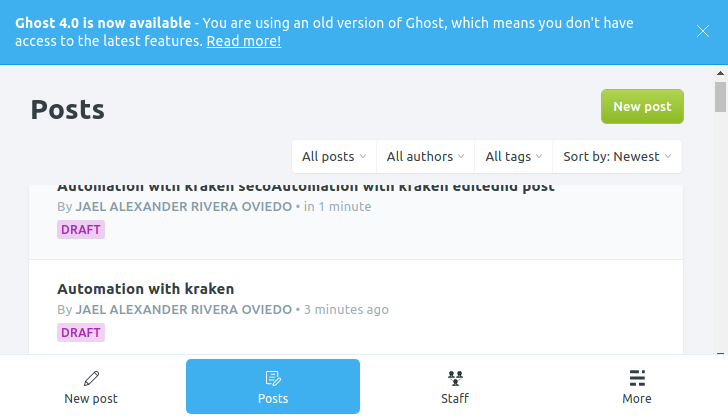 Ghost 4.0 is now available - You are using an old version of Ghost, which means you don't have
access to the latest features. Read more!
Posts
New post
All posts
All authors
All tags
Sort by: Newest
Automation with kraken secoAutomation with kraken editednd post
By JAEL ALEXANDER RIVERA OVIEDO • in 1 minute
DRAFT
Automation with kraken
By JAEL ALEXANDER RIVERA OVIEDO • 3 minutes ago
DRAFT
New post
Posts
Staff
More